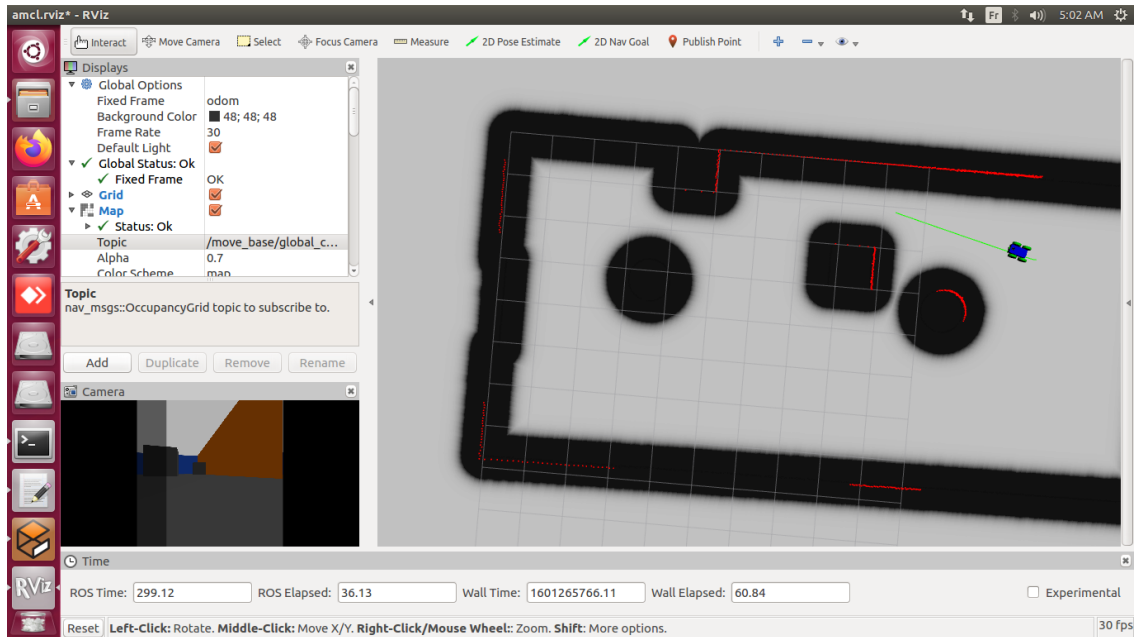 amcl.rviz* - RViz
Fr
5:02 AM
Interact
Move Camera
Select
Focus Camera
Measure
2D Pose Estimate
2D Nav Goal
Publish Point
Displays
Global Options
Fixed Frame odom
Background Color 48; 48; 48
Frame Rate 30
Default Light
Global Status: Ok
Fixed Frame OK
Grid
Map
Status: Ok
Topic /move_base/global_c...
Alpha 0.7
Color Scheme map
Topic
nav_msgs::OccupancyGrid topic to subscribe to.
Add Duplicate Remove Rename
Camera
Time
ROS Time: 299.12 ROS Elapsed: 36.13 Wall Time: 1601265766.11 Wall Elapsed: 60.84 Experimental
RViz
Reset Left-Click: Rotate. Middle-Click: Move X/Y. Right-Click/Mouse Wheel:: Zoom. Shift: More options. 30 fps